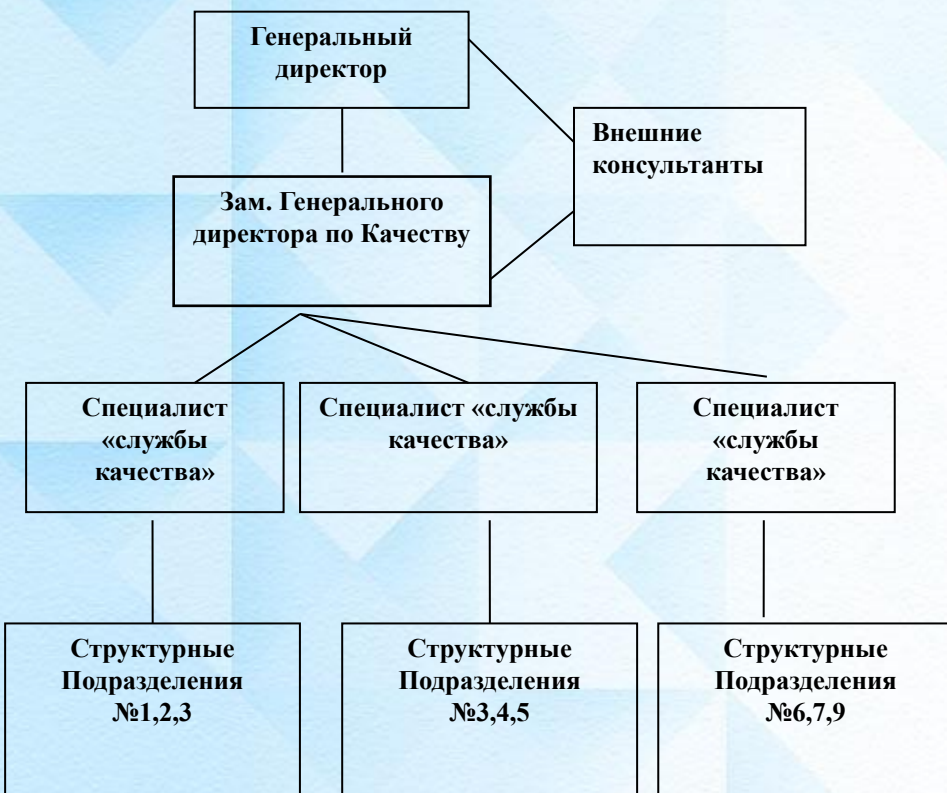 Генеральный
директор
Внешние
консультанты
Зам. Генерального
директора по Качеству
Специалист
«службы
качества»
Специалист «службы
качества»
Специалист
«службы
качества»
Структурные
Подразделения
№1,2,3
Структурные
Подразделения
№3,4,5
Структурные
Подразделения
№6,7,9